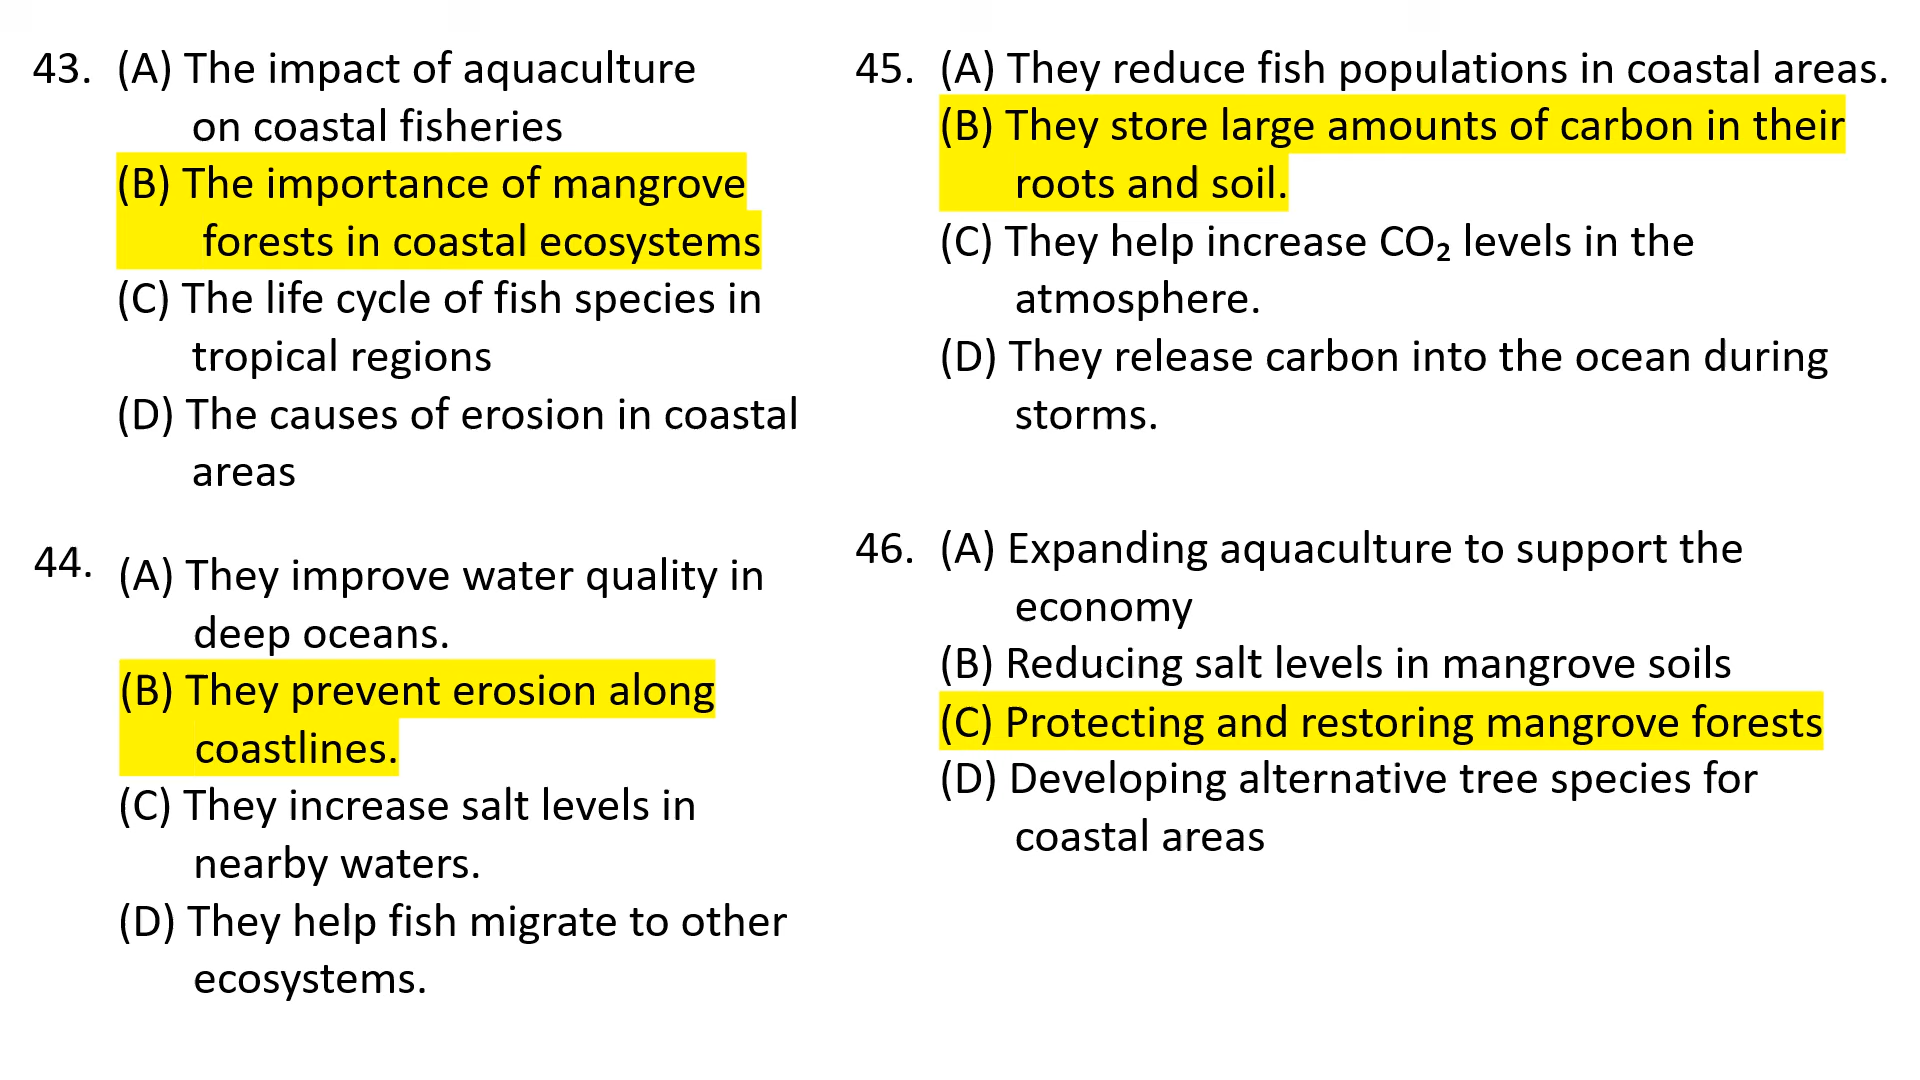 43. (A) The impact of aquaculture
on coastal fisheries
(B) The importance of mangrove
forests in coastal ecosystems
(C) The life cycle of fish species in
tropical regions
(D) The causes of erosion in coastal
areas
44. (A) They improve water quality in
deep oceans.
(B) They prevent erosion along
coastlines.
(C) They increase salt levels in
nearby waters.
(D) They help fish migrate to other
ecosystems.
45. (A) They reduce fish populations in coastal areas.
(B) They store large amounts of carbon in their
roots and soil.
(C) They help increase CO₂ levels in the
atmosphere.
(D) They release carbon into the ocean during
storms.
46. (A) Expanding aquaculture to support the
economy
(B) Reducing salt levels in mangrove soils
(C) Protecting and restoring mangrove forests
(D) Developing alternative tree species for
coastal areas